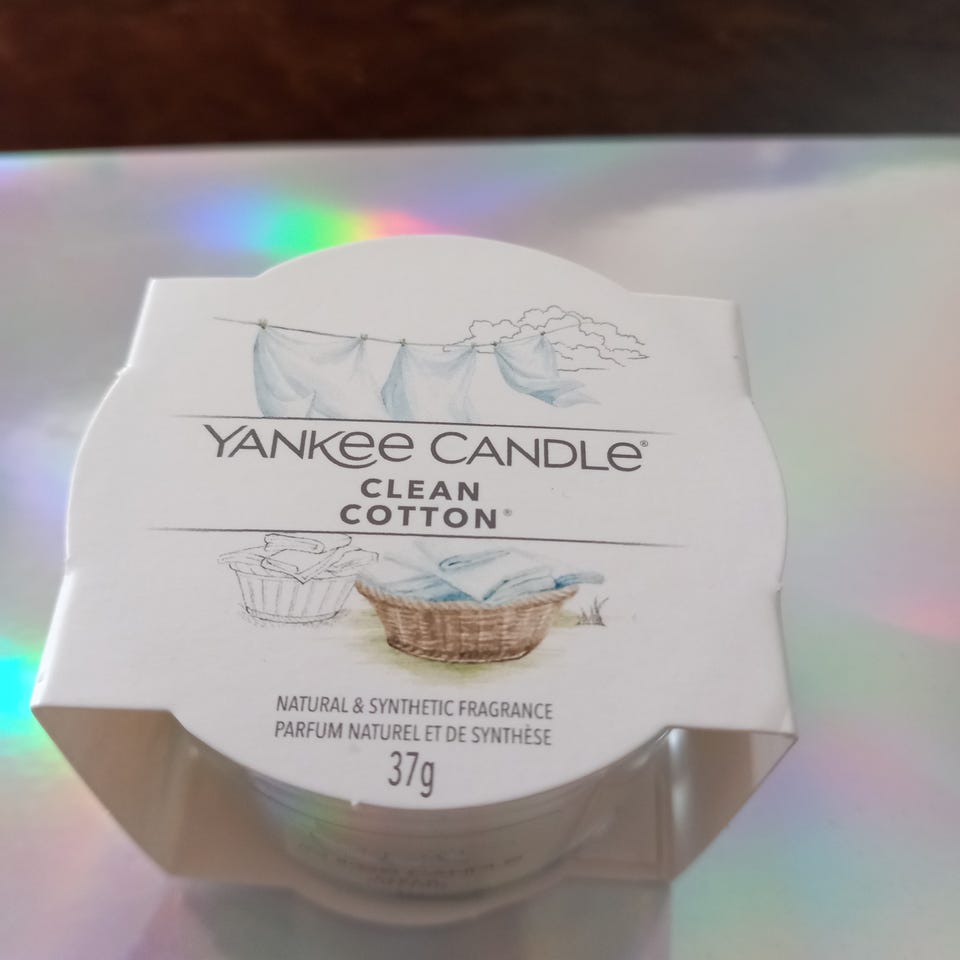 YANKEE CANDLE®
CLEAN
COTTON®
NATURAL & SYNTHETIC FRAGRANCE
PARFUM NATUREL ET DE SYNTHÈSE
37g